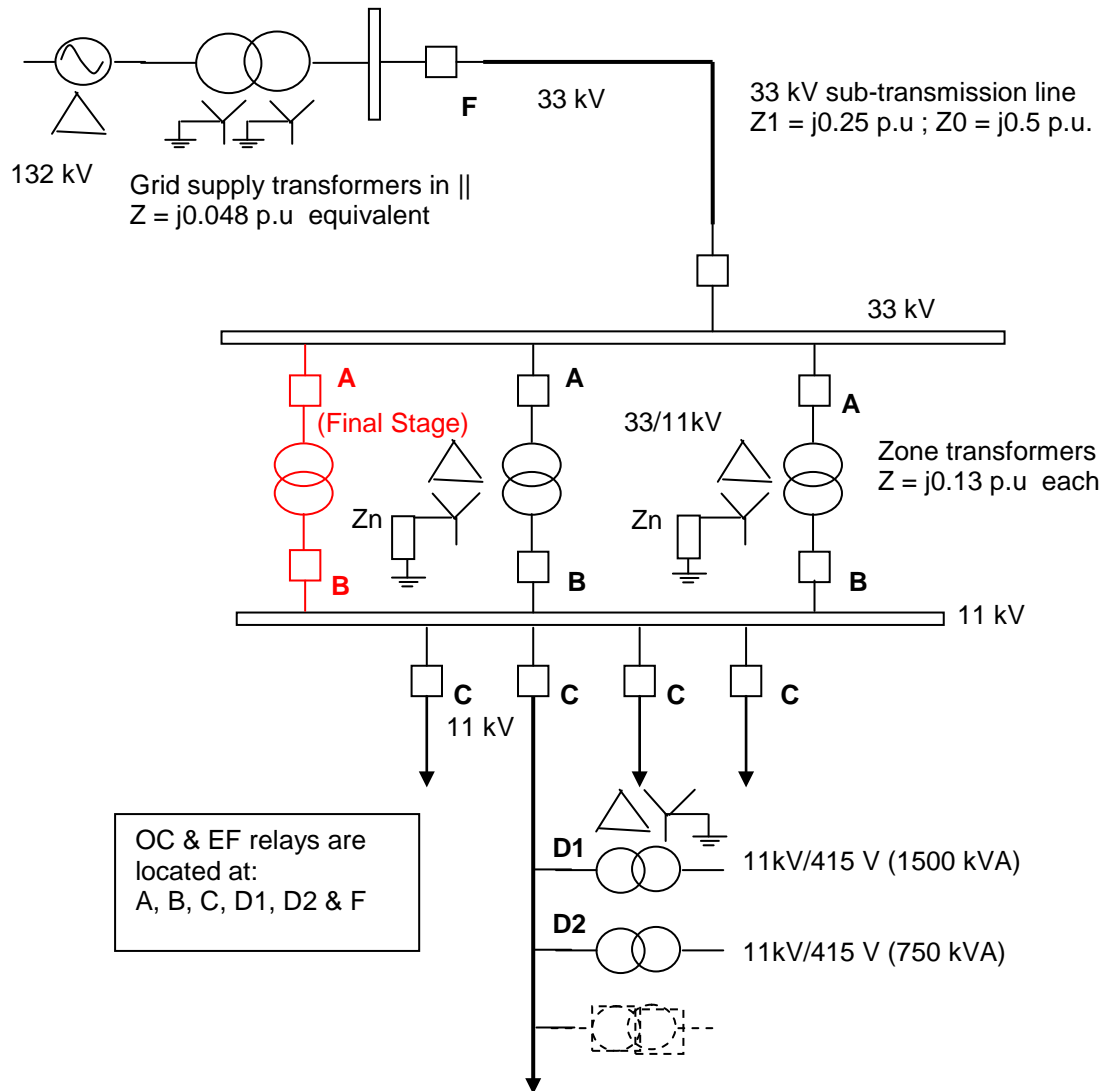 F
33 kV
33 kV sub-transmission line
Z1 = j0.25 p.u ; Z0 = j0.5 p.u.
132 kV
Grid supply transformers in ||
Z = j0.048 p.u equivalent
33 kV
A
A
A
(Final Stage)
33/11kV
Zone transformers
Z = j0.13 p.u each
Zn
Zn
B
B
B
11 kV
C
C
C
C
11 kV
OC & EF relays are
located at:
A, B, C, D1, D2 & F
D1
11kV/415 V (1500 kVA)
D2
11kV/415 V (750 kVA)